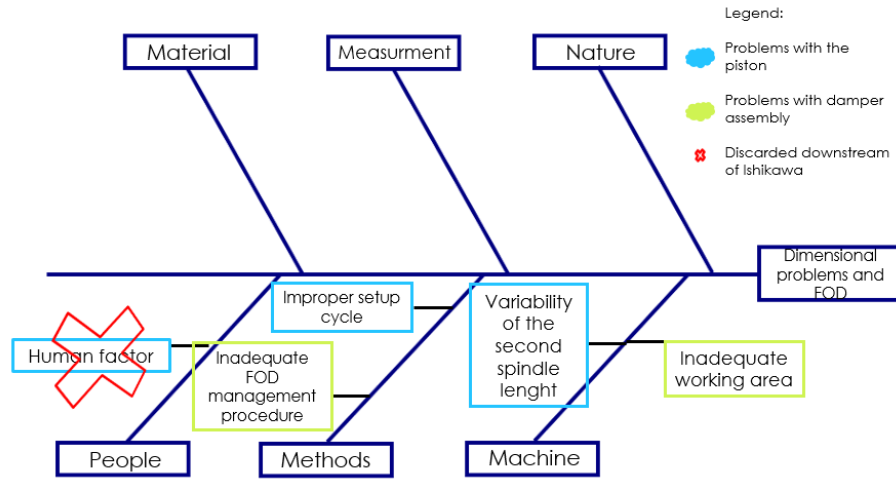 Legend:
Material
Measurment
Nature
Problems with the
piston
Problems with damper
assembly
Discarded downstream
of Ishikawa
Dimensional
problems and
FOD
Improper setup
cycle
Variability
of the
second
spindle
lenght
Human factor
Inadequate
FOD
management
procedure
Inadequate
working area
People
Methods
Machine